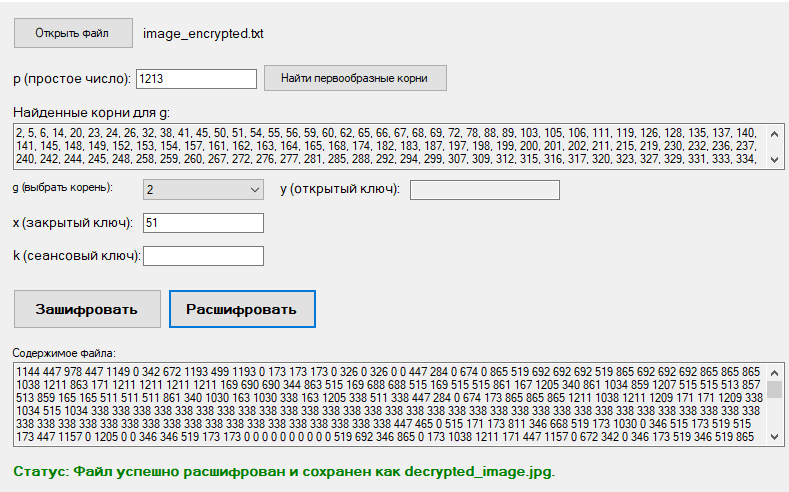 Открыть файл image_encrypted.txt
p (простое число): 1213 Найти первообразные корни
Найденные корни для g:
2, 5, 6, 14, 20, 23, 24, 26, 32, 38, 41, 45, 50, 51, 54, 55, 56, 59, 60, 62, 65, 66, 67, 68, 69, 72, 78, 88, 89, 103, 105, 106, 111, 119, 126, 128, 135, 137, 140,
141, 145, 148, 149, 152, 153, 154, 157, 161, 162, 163, 164, 165, 168, 174, 182, 183, 187, 197, 198, 199, 200, 201, 202, 211, 215, 219, 230, 232, 236, 237,
240, 242, 244, 245, 248, 258, 259, 260, 267, 272, 276, 277, 281, 285, 288, 292, 294, 299, 307, 309, 312, 315, 316, 317, 320, 323, 327, 329, 331, 333, 334,
g (выбрать корень): 2 y (открытый ключ):
x (закрытый ключ): 51
k (сеансовый ключ):
Зашифровать Расшифровать
Содержимое файла:
1144 447 978 447 1149 0 342 672 1193 499 1193 0 173 173 173 0 326 0 326 0 0 447 284 0 674 0 865 519 692 692 692 519 865 692 692 692 865 865 865
1038 1211 863 171 1211 1211 1211 1211 169 690 690 344 863 515 169 688 688 515 169 515 515 861 167 1205 340 861 1034 859 1207 515 515 513 857
513 859 165 165 511 511 511 861 340 1030 163 1030 338 163 1205 338 511 338 447 284 0 674 173 865 865 865 1211 1038 1211 1209 171 171 1209 338
1034 515 1034 338 338 338 338 338 338 338 338 338 338 338 338 338 338 338 338 338 338 338 338 338 338 338 338 338 338 338 338 338 338 338
338 338 338 338 338 338 338 338 338 338 338 338 338 338 338 338 338 338 447 465 0 515 171 173 811 346 668 519 173 1030 0 346 515 173 519 515
173 447 1157 0 1205 0 0 346 346 519 173 173 0 0 0 0 0 0 0 0 0 519 692 346 865 0 173 1038 1211 171 447 1157 0 672 342 0 346 173 519 346 519 865
Статус: Файл успешно расшифрован и сохранен как decrypted_image.jpg.